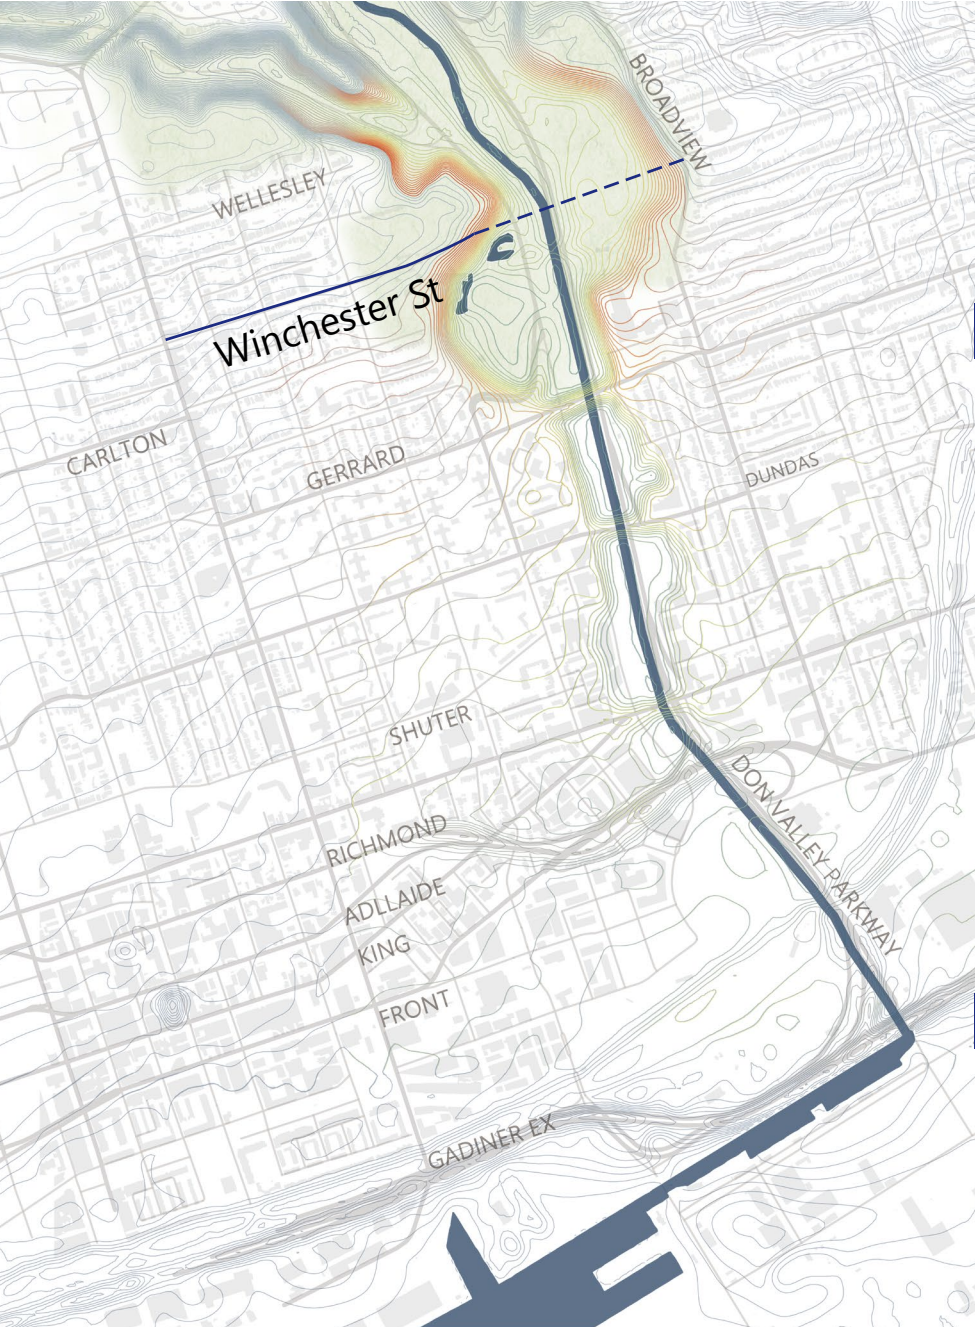 BROADVIEW
WELLESLEY
Winchester St
CARLTON
GERRARD
DUNDAS
SHUTER
DON VALLEY PARKWAY
RICHMOND
ADLLAIDE
KING
FRONT
GADINER EX